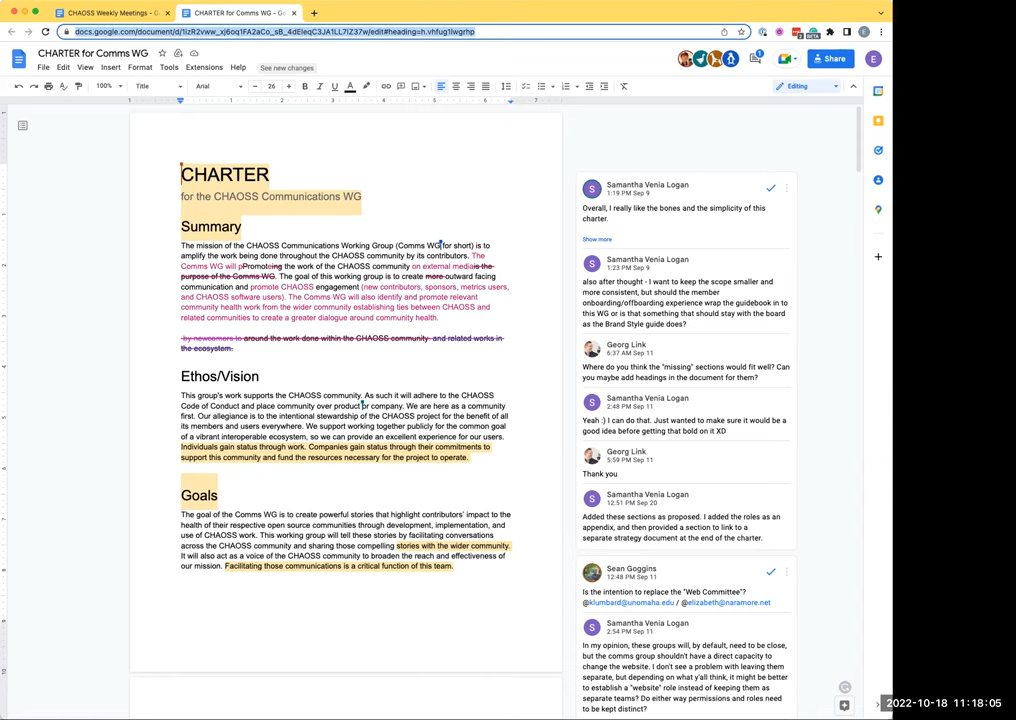 CHAOSS Weekly Meetings - G
CHARTER for Comms WG - Goo
docs.google.com/document/d/1izR2vww_xj6oq1FA2aCo_sB_4dEleqC3JA1LL7lZ37w/edit#heading=h.vhfug1lwgrhp
CHARTER for Comms WG
File Edit View Insert Format Tools Extensions Help See new changes
Share
E
100% Title Arial 26 B I U A Editing
CHARTER
for the CHAOSS Communications WG
Summary
The mission of the CHAOSS Communications Working Group (Comms WG for short) is to
amplify the work being done throughout the CHAOSS community by its contributors. The
Comms WG will pPromoteing the work of the CHAOSS community on external mediais the
purpose of the Comms WG. The goal of this working group is to create more outward facing
communication and promote CHAOSS engagement (new contributors, sponsors, metrics users,
and CHAOSS software users). The Comms WG will also identify and promote relevant
community health work from the wider community establishing ties between CHAOSS and
related communities to create a greater dialogue around community health.
by newcomers to around the work done within the CHAOSS community. and related works in
the ecosystem.
Ethos/Vision
This group's work supports the CHAOSS community. As such it will adhere to the CHAOSS
Code of Conduct and place community over product or company. We are here as a community
first. Our allegiance is to the intentional stewardship of the CHAOSS project for the benefit of all
its members and users everywhere. We support working together publicly for the common goal
of a vibrant interoperable ecosystem, so we can provide an excellent experience for our users.
Individuals gain status through work. Companies gain status through their commitments to
support this community and fund the resources necessary for the project to operate.
Goals
The goal of the Comms WG is to create powerful stories that highlight contributors' impact to the
health of their respective open source communities through development, implementation, and
use of CHAOSS work. This working group will tell these stories by facilitating conversations
across the CHAOSS community and sharing those compelling stories with the wider community.
It will also act as a voice of the CHAOSS community to broaden the reach and effectiveness of
our mission. Facilitating those communications is a critical function of this team.
S
Samantha Venia Logan
1:19 PM Sep 9
Overall, I really like the bones and the simplicity of this
charter.
Show more
S
Samantha Venia Logan
1:23 PM Sep 9
also after thought - I want to keep the scope smaller and
more consistent, but should the member
onboarding/offboarding experience wrap the guidebook in to
this WG or is that something that should stay with the board
as the Brand Style guide does?
Georg Link
6:37 AM Sep 11
Where do you think the "missing" sections would fit well? Can
you maybe add headings in the document for them?
S
Samantha Venia Logan
2:48 PM Sep 11
Yeah :) I can do that. Just wanted to make sure it would be a
good idea before getting that bold on it XD
Georg Link
5:59 PM Sep 11
Thank you
S
Samantha Venia Logan
12:51 PM Sep 20
Added these sections as proposed. I added the roles as an
appendix, and then provided a section to link to a
separate strategy document at the end of the charter.
Sean Goggins
12:48 PM Sep 11
Is the intention to replace the "Web Committee"?
@klumbard@unomaha.edu / @elizabeth@naramore.net
S
Samantha Venia Logan
2:54 PM Sep 11
In my opinion, these groups will, by default, need to be close,
but the comms group shouldn't have a direct capacity to
change the website. I don't see a problem with leaving them
separate, but depending on what y'all think, it might be better
to establish a "website" role instead of keeping them as
separate teams? Do either way permissions and roles need
to be kept distinct?
2022-10-18 11:18:05